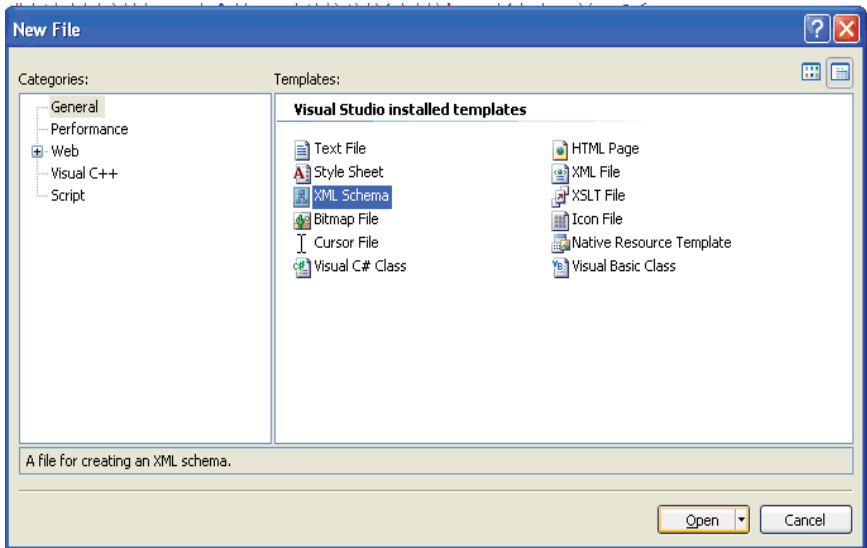 New File
Categories:
Templates:
General
Performance
Web
Visual C++
Script
Visual Studio installed templates
Text File
HTML Page
Style Sheet
XML File
XML Schema
XSLT File
Bitmap File
Icon File
Cursor File
Native Resource Template
Visual C# Class
Visual Basic Class
A file for creating an XML schema.
Open
Cancel